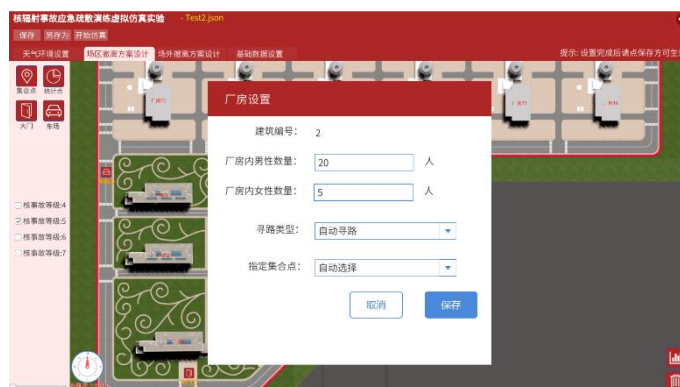 核辐射事故应急疏散演练虚拟仿真实验 - Test2.json
保存 另存为 开始仿真
天气环境设置 场区撤离方案设计 场外撤离方案设计 基础数据设置 提示: 设置完成后请点保存方可生
集合点 统计点
大门 车场
核事故等级:4
核事故等级:5
核事故等级:6
核事故等级:7
厂房设置
建筑编号: 2
厂房内男性数量: 20 人
厂房内女性数量: 5 人
寻路类型: 自动寻路
指定集合点: 自动选择
取消 保存